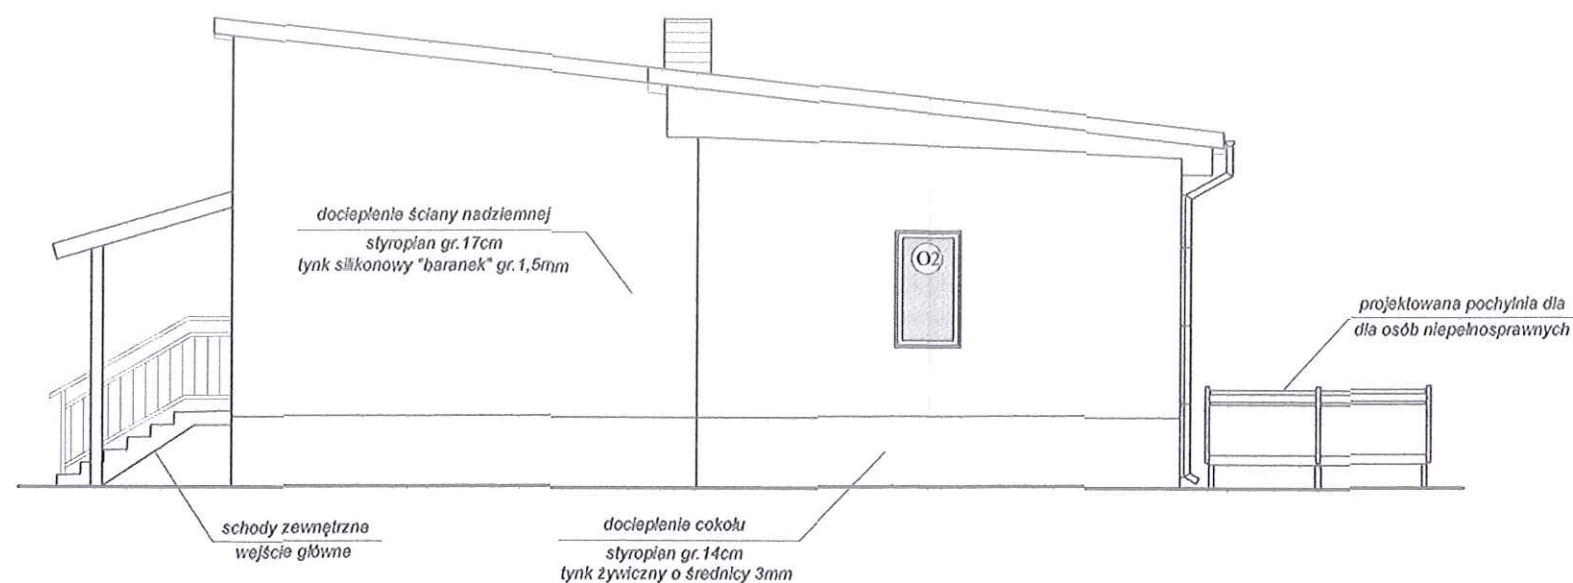 docieplenie ściany nadziemnej
styropian gr.17cm
tynk silikonowy "baranek" gr.1,5mm
O2
projektowana pochylnia dla
dla osób niepełnosprawnych
schody zewnętrzne
wejście główne
docieplenie cokołu
styropian gr.14cm
tynk żywiczny o średnicy 3mm